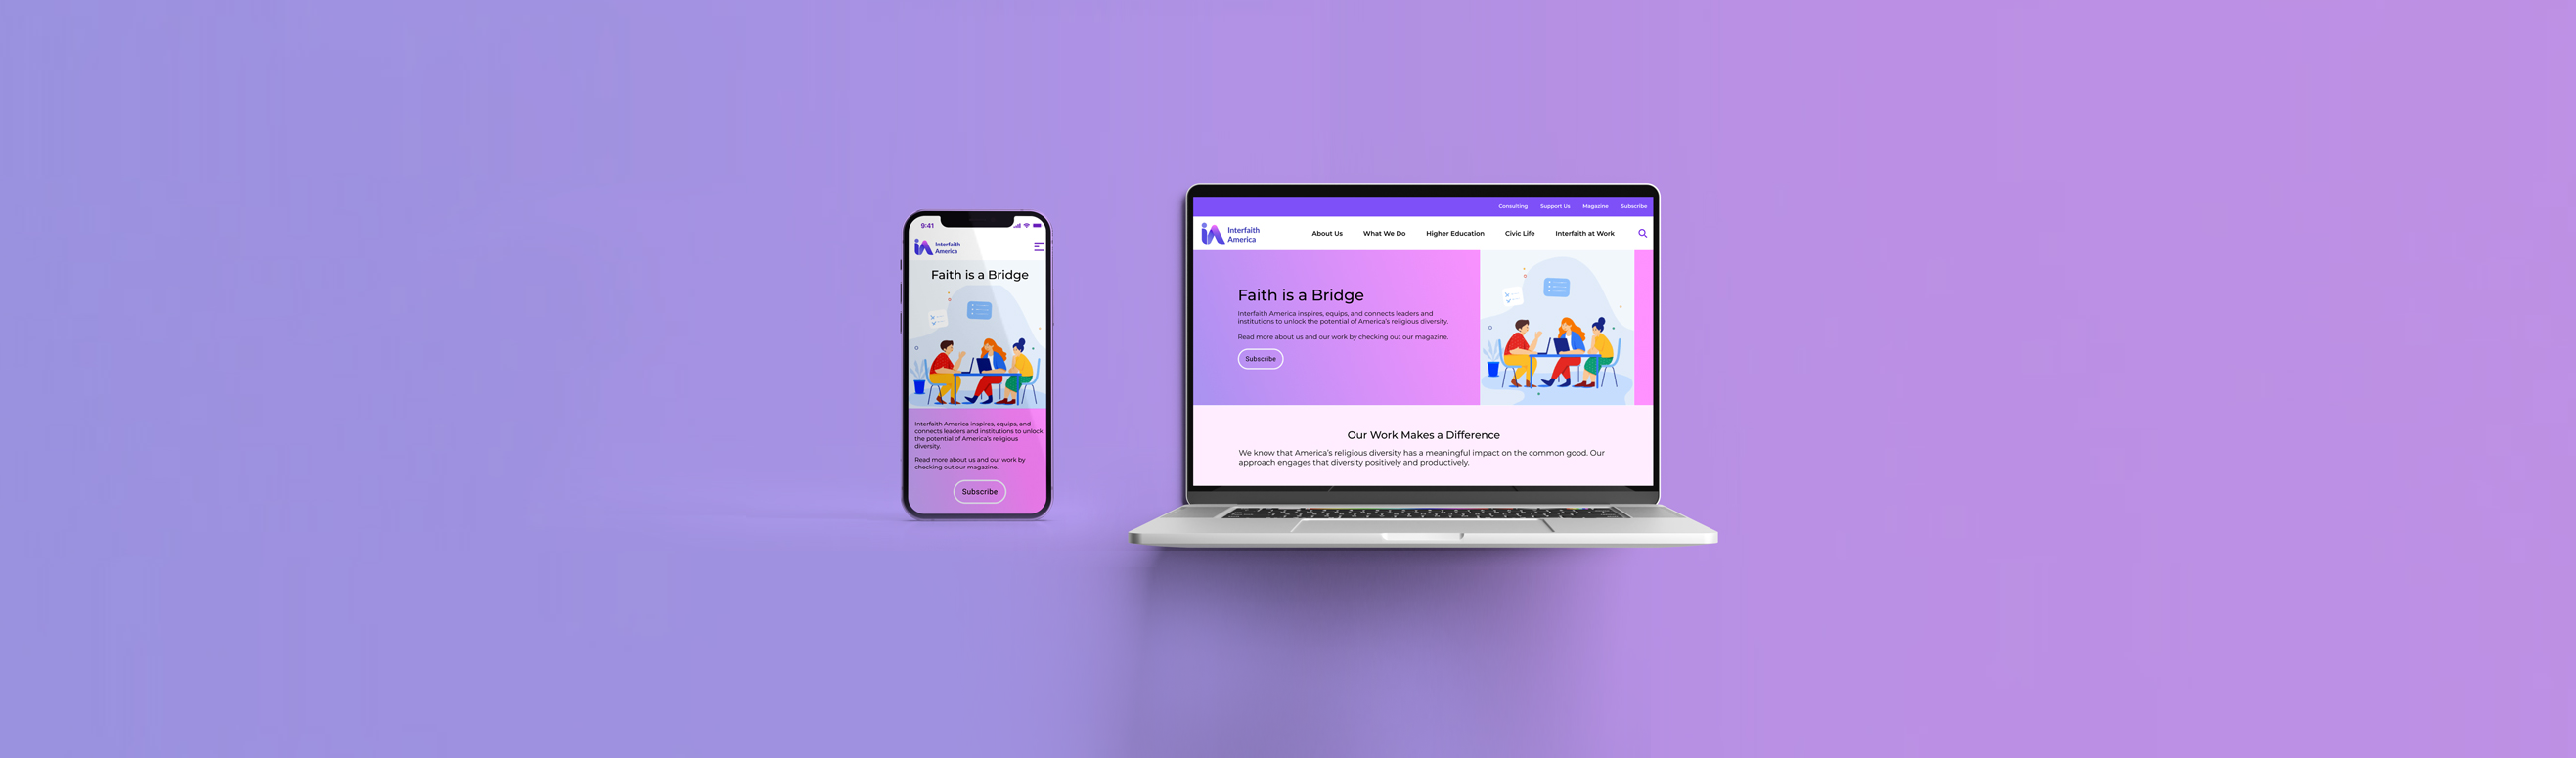 9:41
Interfaith
America
Faith is a Bridge
Interfaith America inspires, equips, and
connects leaders and institutions to unlock
the potential of America's religious
diversity.
Read more about us and our work by
checking out our magazine.
Subscribe
Consulting Support Us Magazine Subscribe
Interfaith
America
About Us What We Do Higher Education Civic Life Interfaith at Work
Faith is a Bridge
Interfaith America inspires, equips, and connects leaders and
institutions to unlock the potential of America's religious diversity.
Read more about us and our work by checking out our magazine.
Subscribe
Our Work Makes a Difference
We know that America's religious diversity has a meaningful impact on the common good. Our
approach engages that diversity positively and productively.